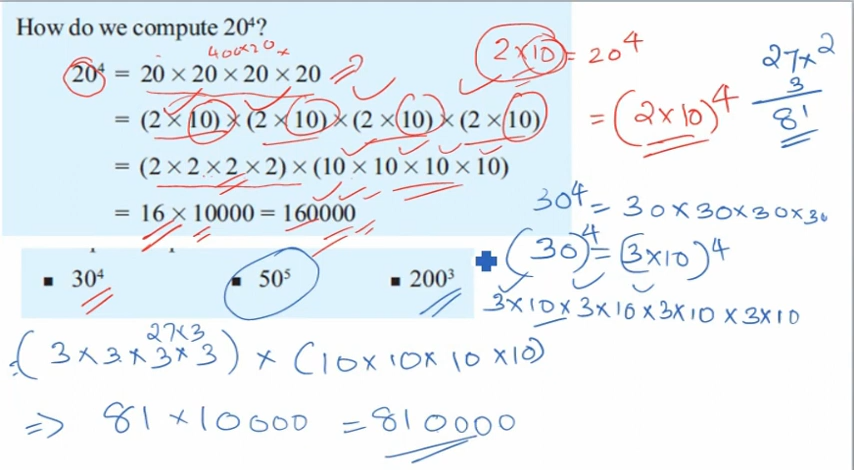 How do we compute 20⁴?
400×20 ×
20⁴ = 20 × 20 × 20 × 20
= (2 × 10) × (2 × 10) × (2 × 10) × (2 × 10)
= (2 × 2 × 2 × 2) × (10 × 10 × 10 × 10)
= 16 × 10000 = 160000
2×10 = 20⁴
= (2×10)⁴
27×2
3
81
30⁴ = 30×30×30×30
(30)⁴ = (3×10)⁴
3×10×3×10×3×10×3×10
▪ 30⁴ ▪ 50⁵ ▪ 200³
27×3
(3×3×3×3) × (10×10×10×10)
⇒ 81×10000 = 810000